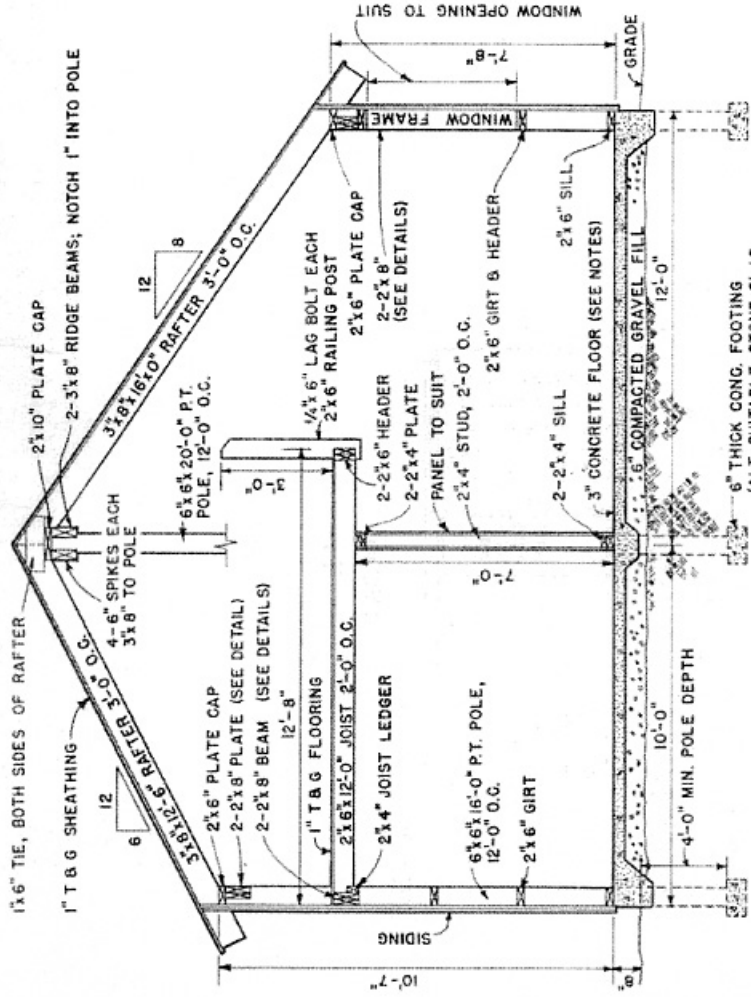 1"x6" TIE, BOTH SIDES OF RAFTER
1" T&G SHEATHING
12
6
3"x8"x12'-6" RAFTER 3'-0" O.C.
4-6" SPIKES EACH
3"x8" TO POLE
2"x10" PLATE CAP
2-3"x8" RIDGE BEAMS; NOTCH 1" INTO POLE
12
8
3"x8"x16'0" RAFTER 3'-0" O.C.
6"x6"x20'-0" P.T.
POLE, 12'-0" O.C.
2"x6" PLATE CAP
2-2"x8" PLATE (SEE DETAIL)
2-2"x8" BEAM (SEE DETAILS)
12'-8"
1" T&G FLOORING
2"x6"x12'-0" JOIST 2'-0" O.C.
2"x4" JOIST LEDGER
3'-0"
1/4"x6" LAG BOLT EACH
2"x6" RAILING POST
2-2"x6" HEADER
2-2"x4" PLATE
PANEL TO SUIT
2"x4" STUD, 2'-0" O.C.
2-2"x4" SILL
7'-0"
2"x6" PLATE CAP
2-2"x8"
(SEE DETAILS)
WINDOW FRAME
2"x6" GIRT & HEADER
2"x6" SILL
7'-8"
WINDOW OPENING TO
SUIT
SIDING
10'-7"
8"
6"x6"x16'-0" P.T. POLE,
12'-0" O.C.
2"x6" GIRT
3" CONCRETE FLOOR (SEE NOTES)
6" COMPACTED GRAVEL FILL
GRADE
10'-0"
12'-0"
4'-0" MIN. POLE DEPTH
6" THICK CONC. FOOTING